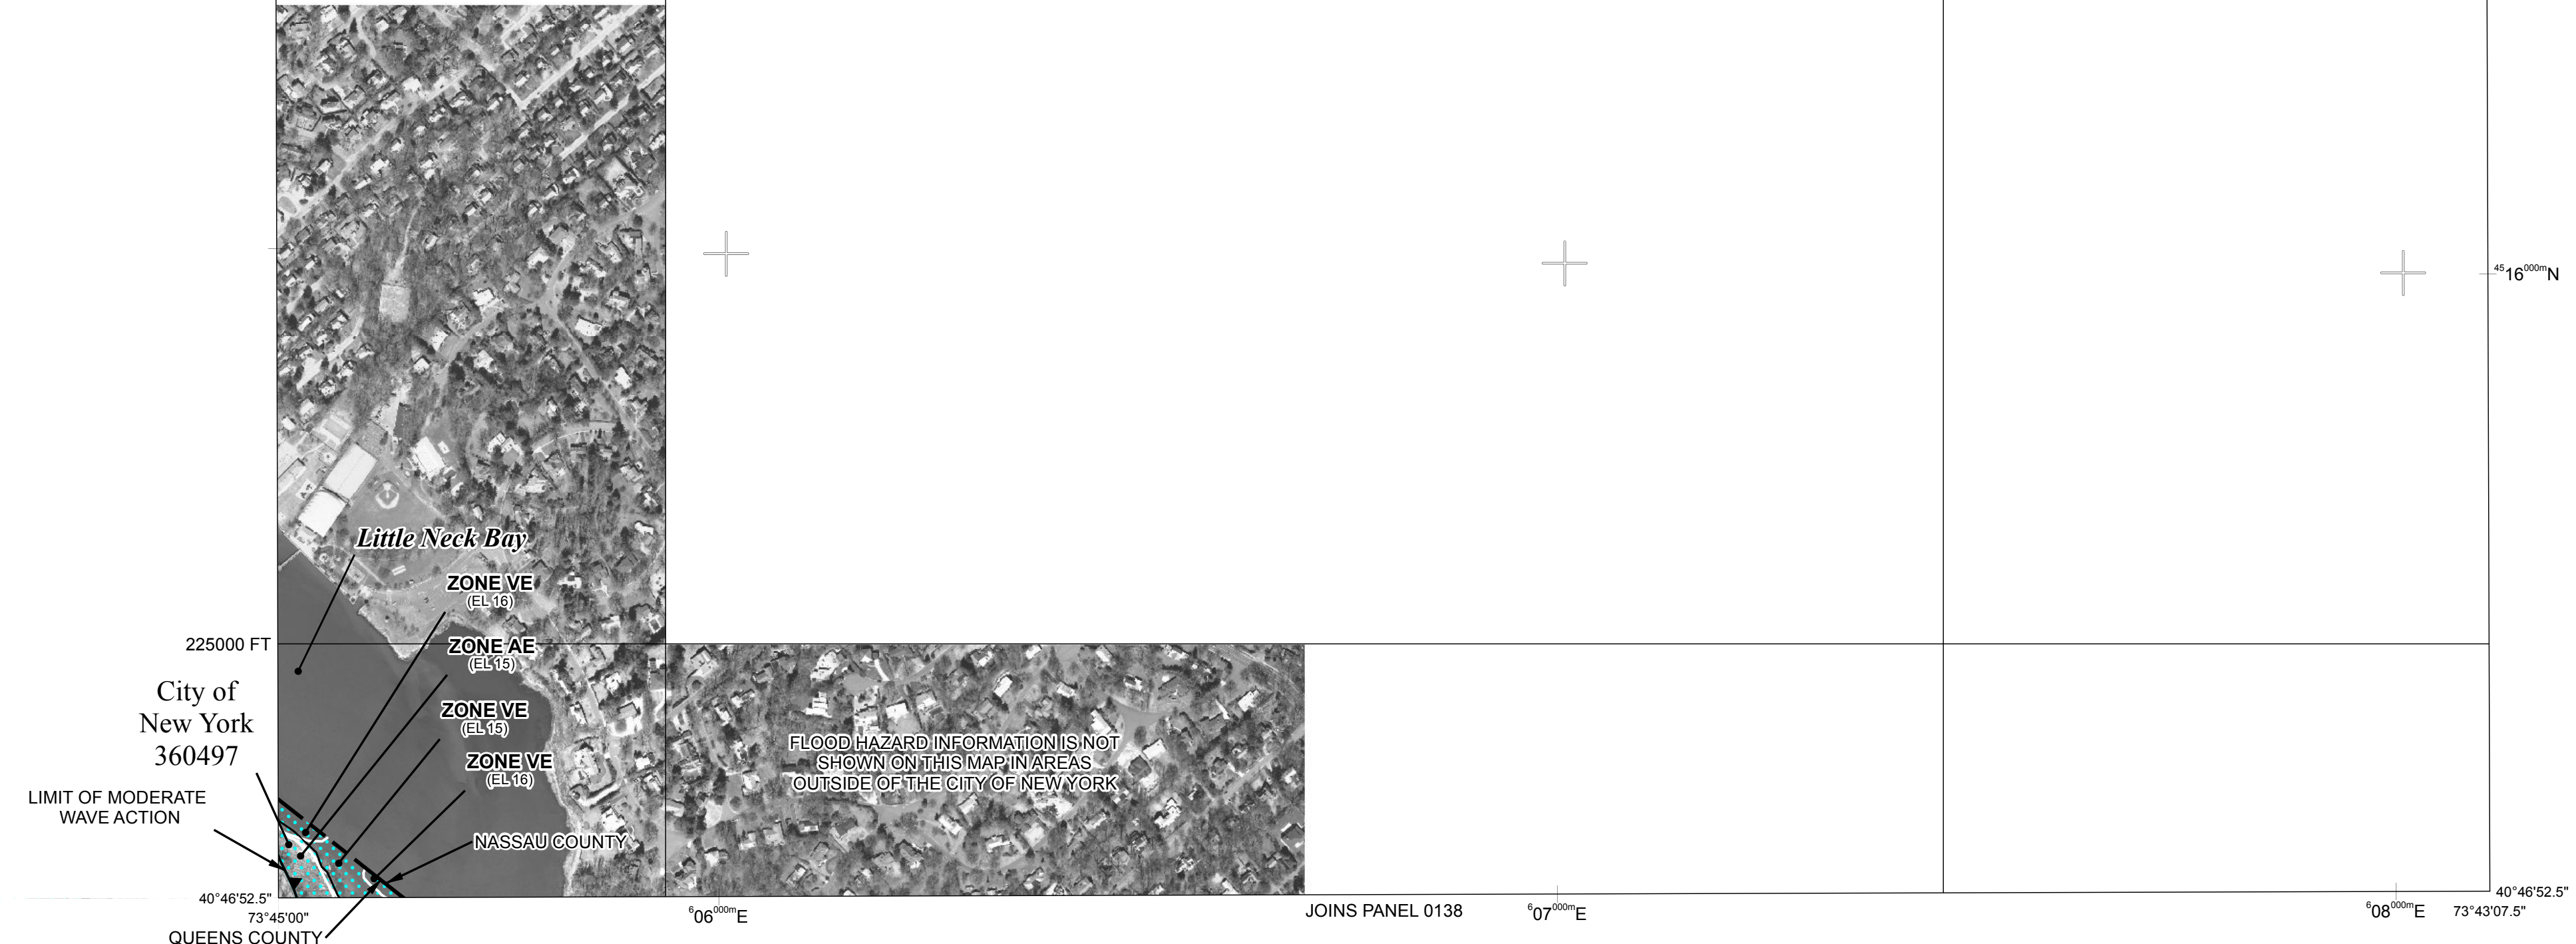 ⁴⁵16⁰⁰⁰ᵐN
Little Neck Bay
ZONE VE
(EL 16)
225000 FT
ZONE AE
(EL 15)
City of
New York
360497
ZONE VE
(EL 15)
ZONE VE
(EL 16)
FLOOD HAZARD INFORMATION IS NOT
SHOWN ON THIS MAP IN AREAS
OUTSIDE OF THE CITY OF NEW YORK
LIMIT OF MODERATE
WAVE ACTION
NASSAU COUNTY
40°46'52.5"
40°46'52.5"
73°45'00"
⁶06⁰⁰⁰ᵐE
JOINS PANEL 0138
⁶07⁰⁰⁰ᵐE
⁶08⁰⁰⁰ᵐE
73°43'07.5"
QUEENS COUNTY